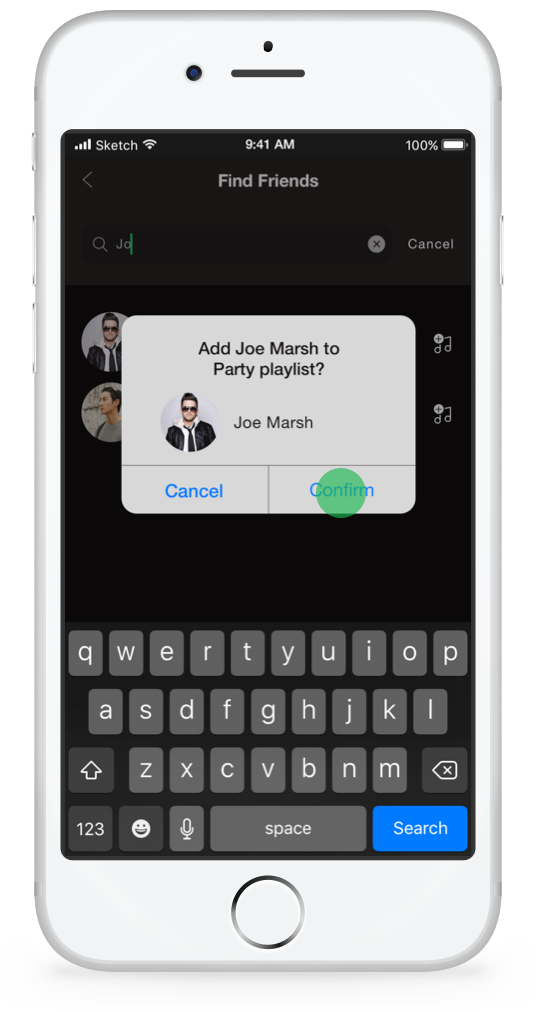 Sketch 9:41 AM 100%
Find Friends
Jo Cancel
Add Joe Marsh to
Party playlist?
Joe Marsh
Cancel Confirm
q w e r t y u i o p
a s d f g h j k l
z x c v b n m
123 space Search